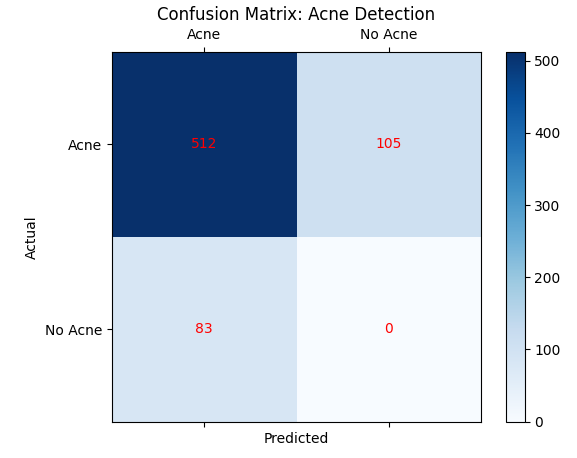 Confusion Matrix: Acne Detection
Acne No Acne
Acne 512 105
No Acne 83 0
Actual
Predicted
500
400
300
200
100
0